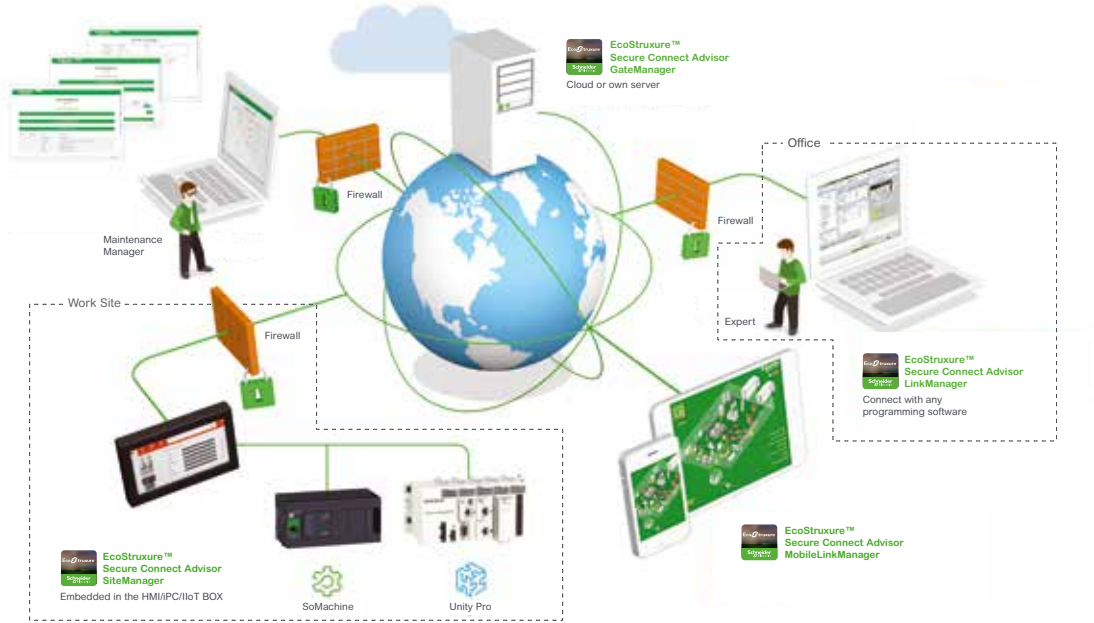 EcoStruxure™
Secure Connect Advisor
GateManager
Cloud or own server
Office
Firewall
Firewall
Maintenance
Manager
Work Site
Firewall
Expert
EcoStruxure™
Secure Connect Advisor
LinkManager
Connect with any
programming software
EcoStruxure™
Secure Connect Advisor
MobileLinkManager
EcoStruxure™
Secure Connect Advisor
SiteManager
Embedded in the HMI/iPC/IIoT BOX
SoMachine
Unity Pro